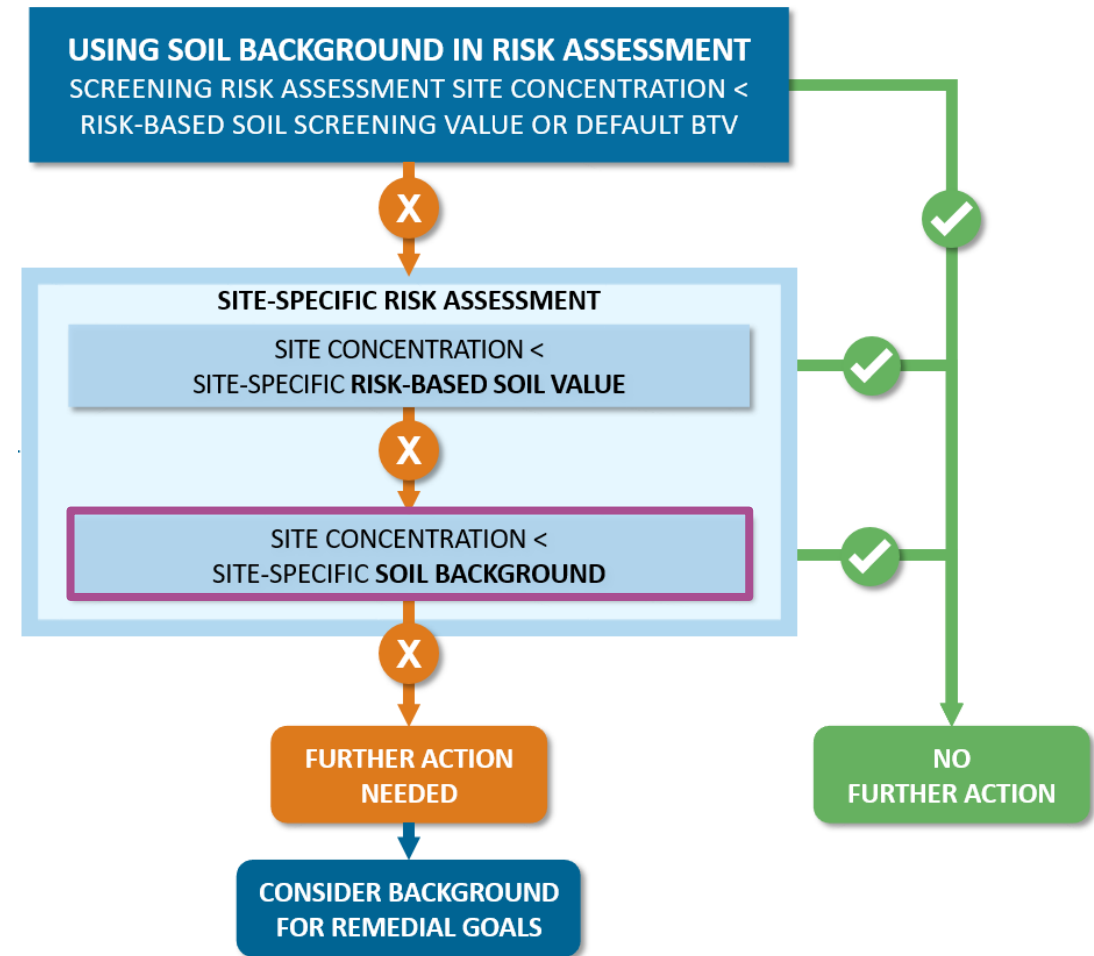 USING SOIL BACKGROUND IN RISK ASSESSMENT
SCREENING RISK ASSESSMENT SITE CONCENTRATION <
RISK-BASED SOIL SCREENING VALUE OR DEFAULT BTV
X
SITE-SPECIFIC RISK ASSESSMENT
SITE CONCENTRATION <
SITE-SPECIFIC RISK-BASED SOIL VALUE
X
SITE CONCENTRATION <
SITE-SPECIFIC SOIL BACKGROUND
X
FURTHER ACTION
NEEDED
NO
FURTHER ACTION
CONSIDER BACKGROUND
FOR REMEDIAL GOALS